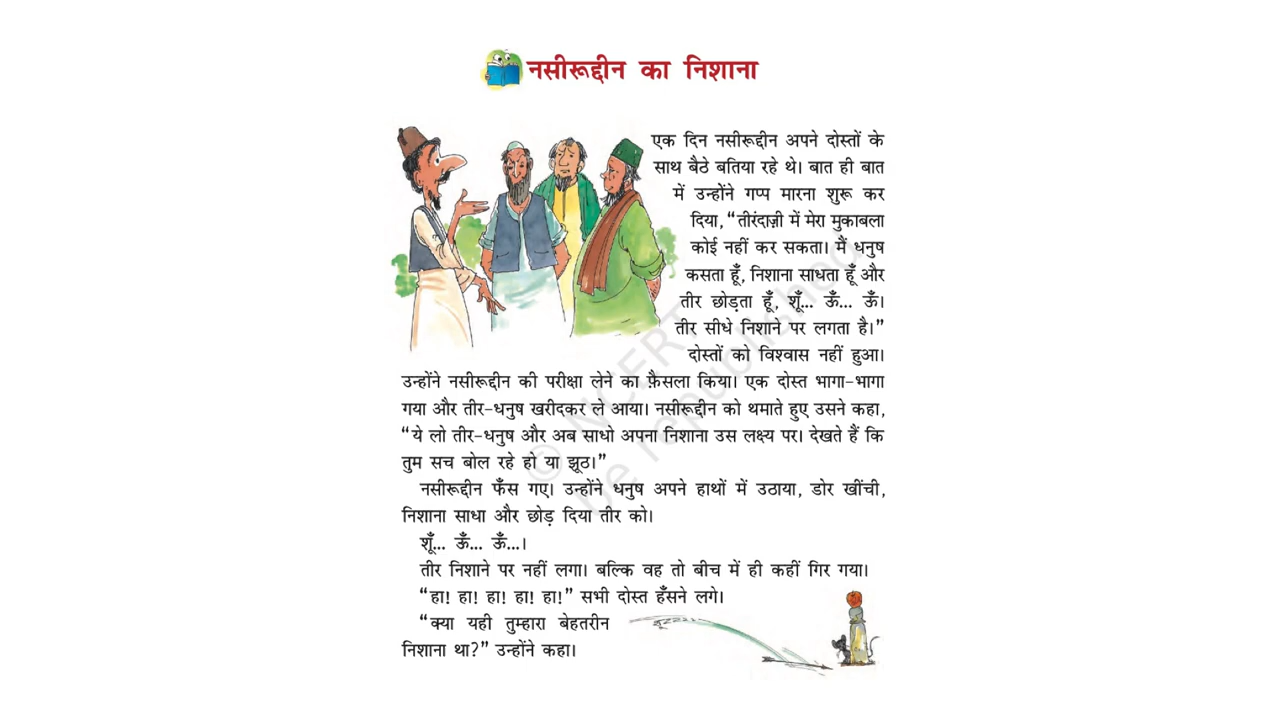 नसीरूद्दीन का निशाना
एक दिन नसीरूद्दीन अपने दोस्तों के
साथ बैठे बतिया रहे थे। बात ही बात
में उन्होंने गप्प मारना शुरू कर
दिया, “तीरंदाज़ी में मेरा मुकाबला
कोई नहीं कर सकता। मैं धनुष
कसता हूँ, निशाना साधता हूँ और
तीर छोड़ता हूँ, शूँ... ऊँ... ऊँ।
तीर सीधे निशाने पर लगता है।”
दोस्तों को विश्वास नहीं हुआ।
उन्होंने नसीरूद्दीन की परीक्षा लेने का फ़ैसला किया। एक दोस्त भागा-भागा
गया और तीर-धनुष खरीदकर ले आया। नसीरूद्दीन को थमाते हुए उसने कहा,
“ये लो तीर-धनुष और अब साधो अपना निशाना उस लक्ष्य पर। देखते हैं कि
तुम सच बोल रहे हो या झूठ।”
नसीरूद्दीन फँस गए। उन्होंने धनुष अपने हाथों में उठाया, डोर खींची,
निशाना साधा और छोड़ दिया तीर को।
शूँ... ऊँ... ऊँ...।
तीर निशाने पर नहीं लगा। बल्कि वह तो बीच में ही कहीं गिर गया।
“हा! हा! हा! हा! हा!” सभी दोस्त हँसने लगे।
“क्या यही तुम्हारा बेहतरीन
निशाना था?” उन्होंने कहा।
© NCERT
be republished